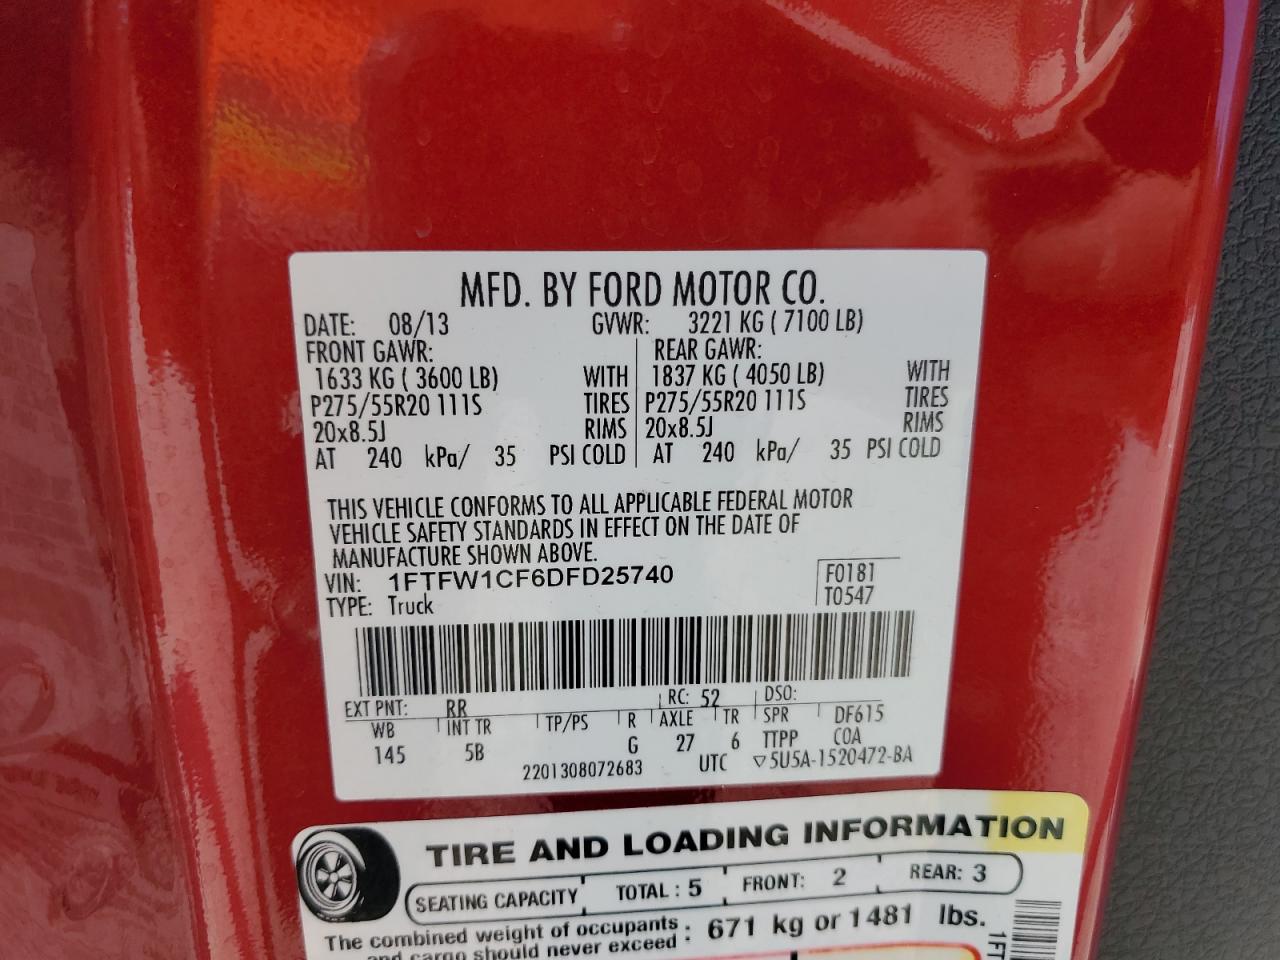 MFD. BY FORD MOTOR CO.
DATE: 08/13 GVWR: 3221 KG ( 7100 LB)
FRONT GAWR: REAR GAWR:
1633 KG ( 3600 LB) WITH 1837 KG ( 4050 LB) WITH
P275/55R20 111S TIRES P275/55R20 111S TIRES
20x8.5J RIMS 20x8.5J RIMS
AT 240 kPa/ 35 PSI COLD AT 240 kPa/ 35 PSI COLD
THIS VEHICLE CONFORMS TO ALL APPLICABLE FEDERAL MOTOR
VEHICLE SAFETY STANDARDS IN EFFECT ON THE DATE OF
MANUFACTURE SHOWN ABOVE.
VIN: 1FTFW1CF6DFD25740 F0181
TYPE: Truck T0547
EXT PNT: RR RC: 52 DSO:
WB INT TR TP/PS R AXLE TR SPR DF615
145 5B G 27 6 TTPP COA
2201308072683 UTC ▽5U5A-1520472-BA
TIRE AND LOADING INFORMATION
SEATING CAPACITY TOTAL : 5 FRONT: 2 REAR: 3
The combined weight of occupants : 671 kg or 1481 lbs.
and cargo should never exceed :
1FT